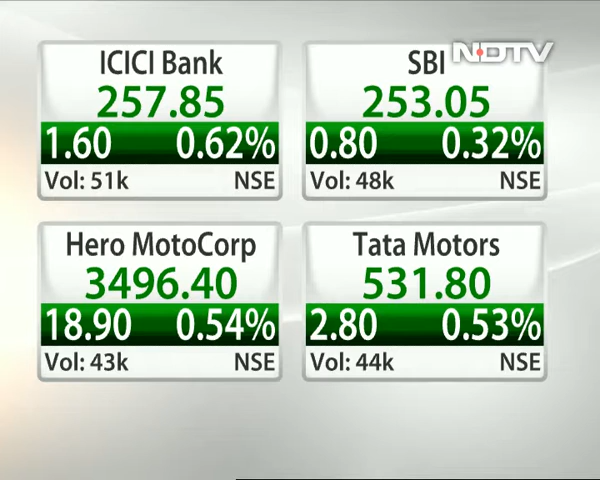 NDTV
ICICI Bank
257.85
1.60 0.62%
Vol: 51k NSE
SBI
253.05
0.80 0.32%
Vol: 48k NSE
Hero MotoCorp
3496.40
18.90 0.54%
Vol: 43k NSE
Tata Motors
531.80
2.80 0.53%
Vol: 44k NSE